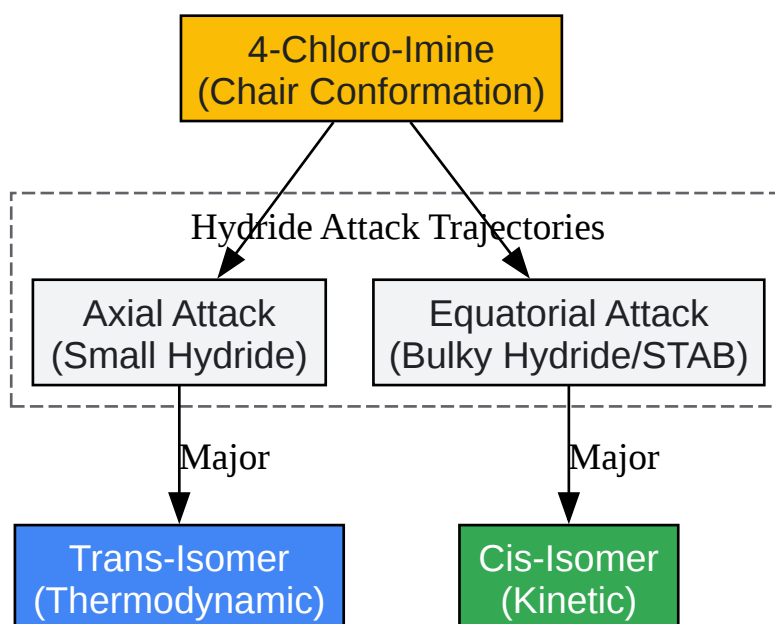 4-Chloro-Imine
(Chair Conformation)
Hydride Attack Trajectories
Axial Attack
(Small Hydride)
Equatorial Attack
(Bulky Hydride/STAB)
Major
Major
Trans-Isomer
(Thermodynamic)
Cis-Isomer
(Kinetic)